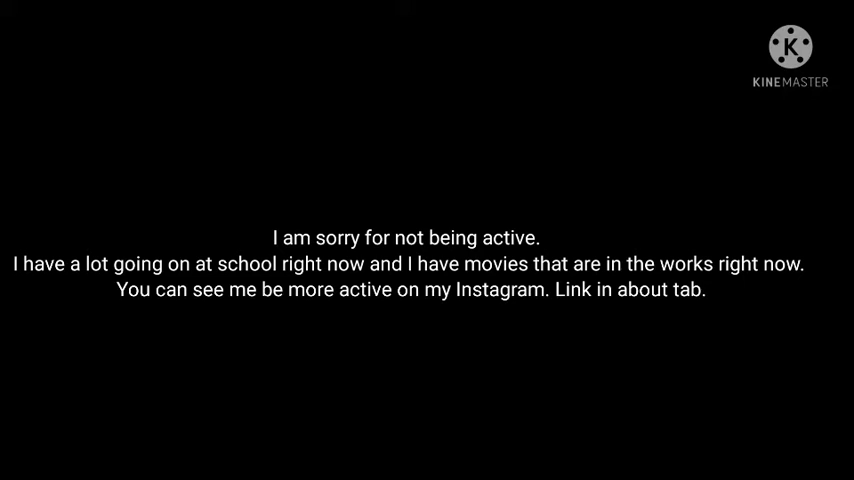 K
KINEMASTER
I am sorry for not being active.
I have a lot going on at school right now and I have movies that are in the works right now.
You can see me be more active on my Instagram. Link in about tab.